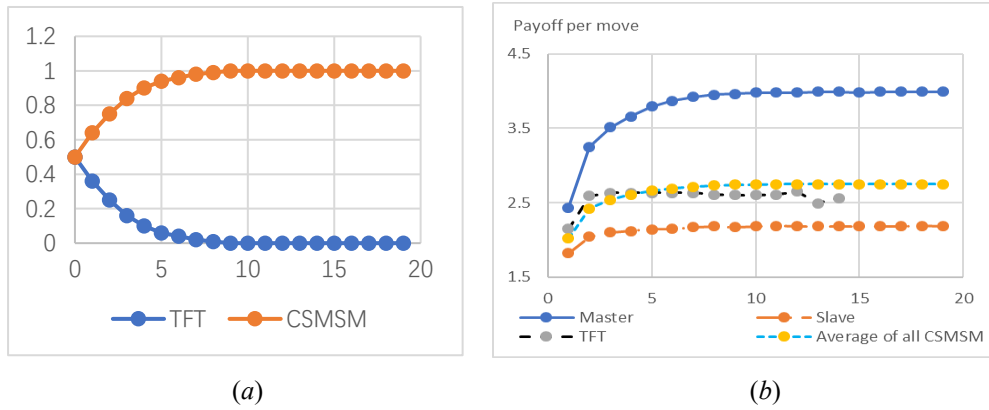 1.2
1
0.8
0.6
0.4
0.2
0
0 5 10 15 20
TFT CSMSM
(a)
Payoff per move
4.5
3.5
2.5
1.5
0 5 10 15 20
Master Slave
TFT Average of all CSMSM
(b)